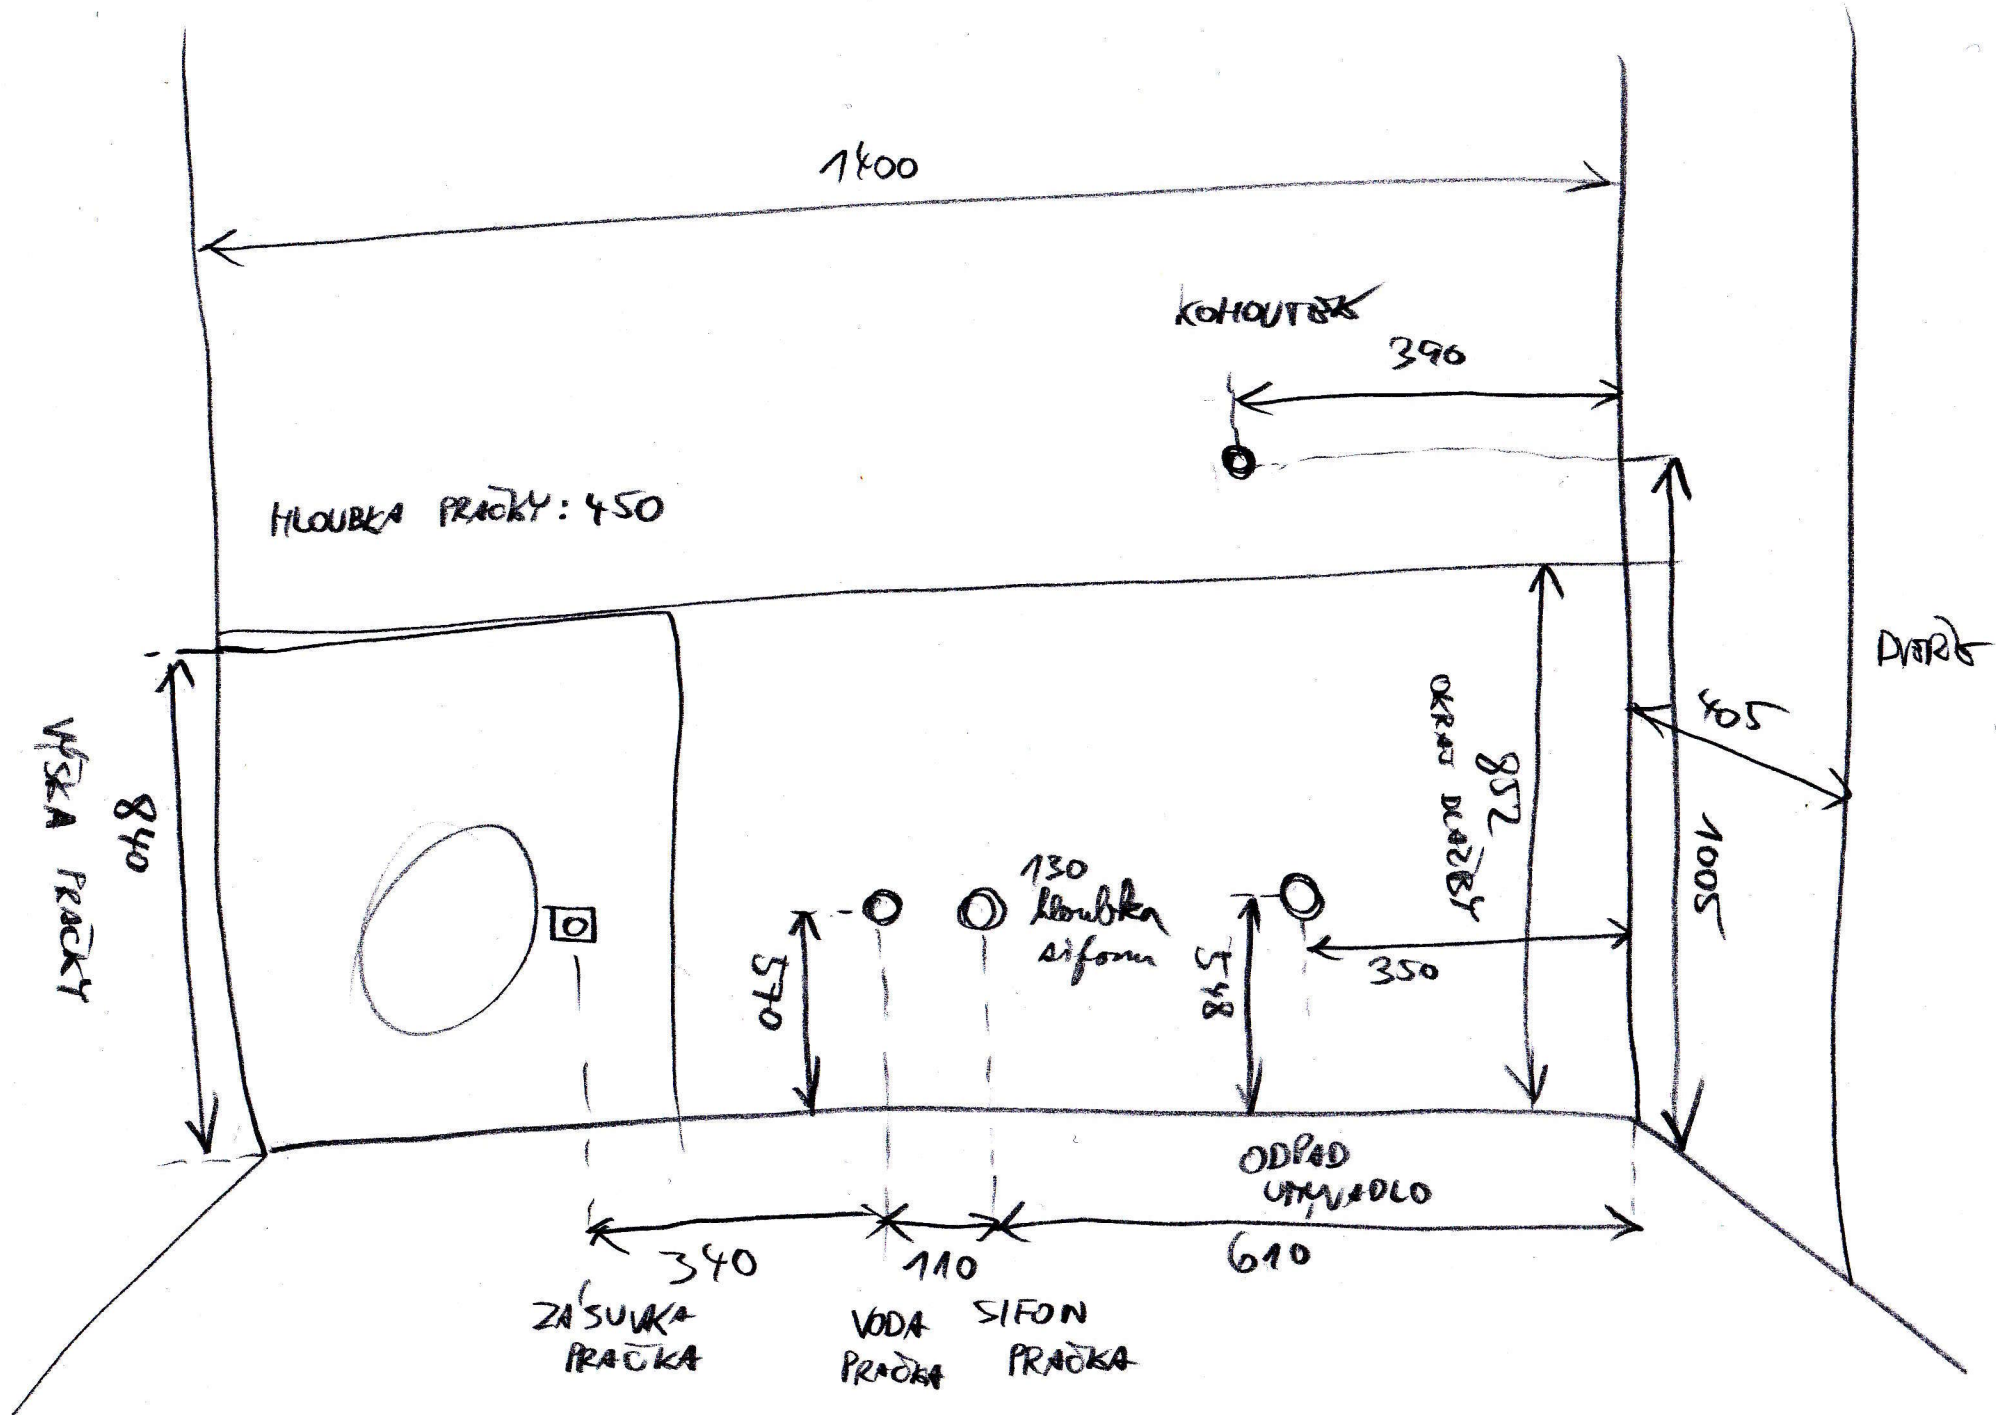 1400
KOHOUTEK
390
HLOUBKA PRAČKY: 450
DVEŘE
405
OKRAJ DLAŽBY
852
1005
VÝŠKA PRAČKY
840
130
hloubka
sifonu
570
548
350
ODPAD
UMYVADLO
340
110
610
ZÁSUVKA
PRAČKA
VODA
PRAČKA
SIFON
PRAČKA